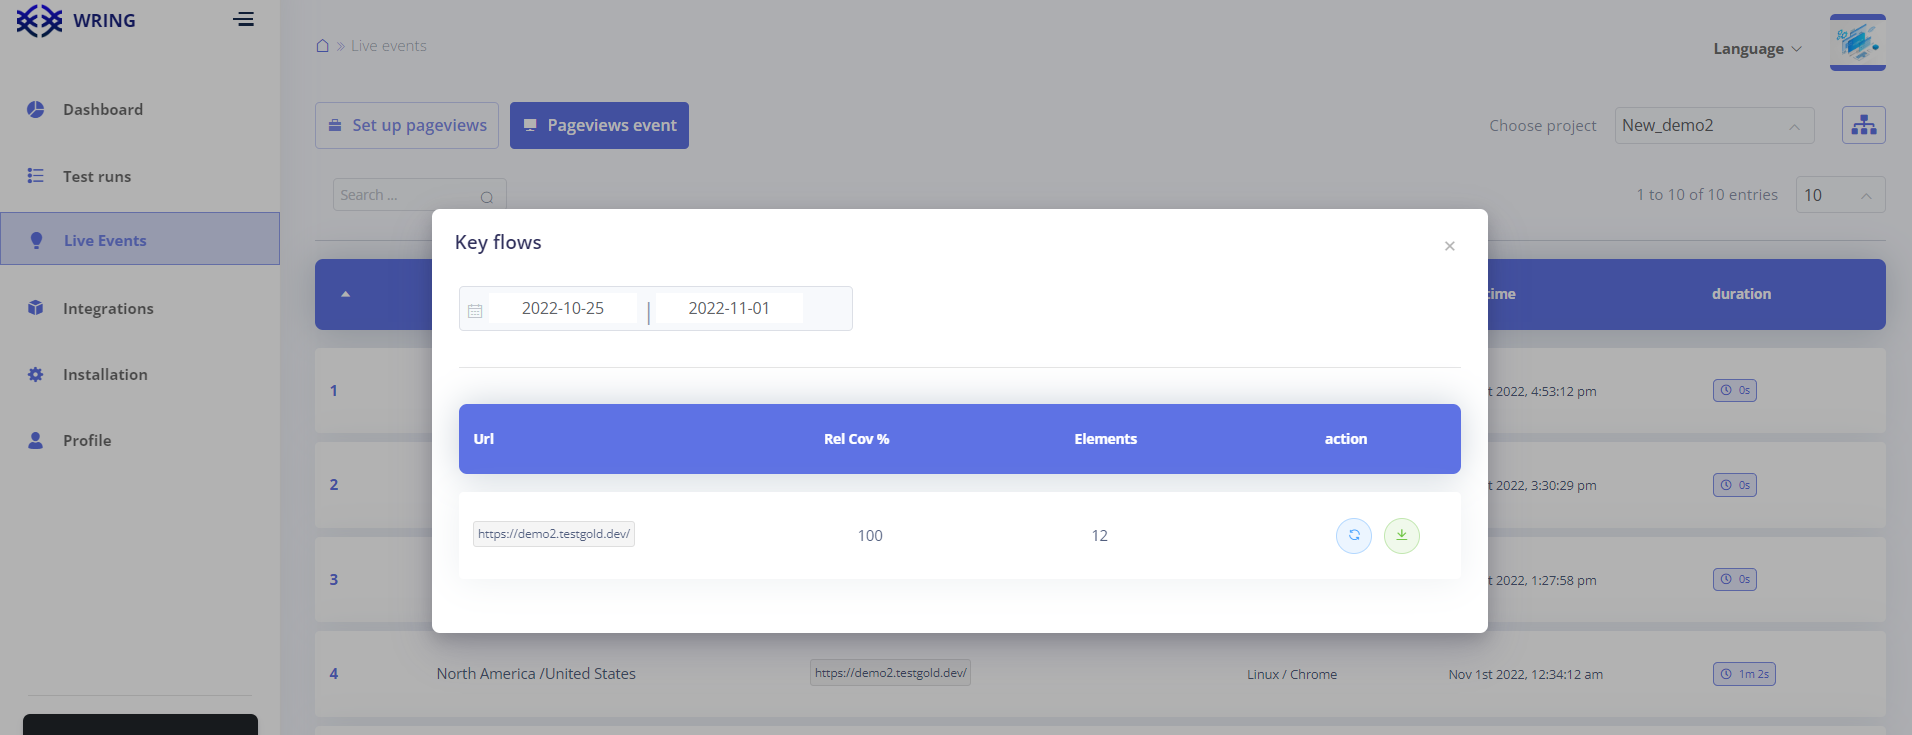 WRING
Live events
Language
Dashboard
Test runs
Live Events
Integrations
Installation
Profile
Set up pageviews
Pageviews event
Choose project
New_demo2
Search ...
1 to 10 of 10 entries
10
Key flows
×
2022-10-25 | 2022-11-01
time
duration
Url
Rel Cov %
Elements
action
https://demo2.testgold.dev/
100
12
1
t 2022, 4:53:12 pm
0s
2
t 2022, 3:30:29 pm
0s
3
t 2022, 1:27:58 pm
0s
4
North America /United States
https://demo2.testgold.dev/
Linux / Chrome
Nov 1st 2022, 12:34:12 am
1m 2s